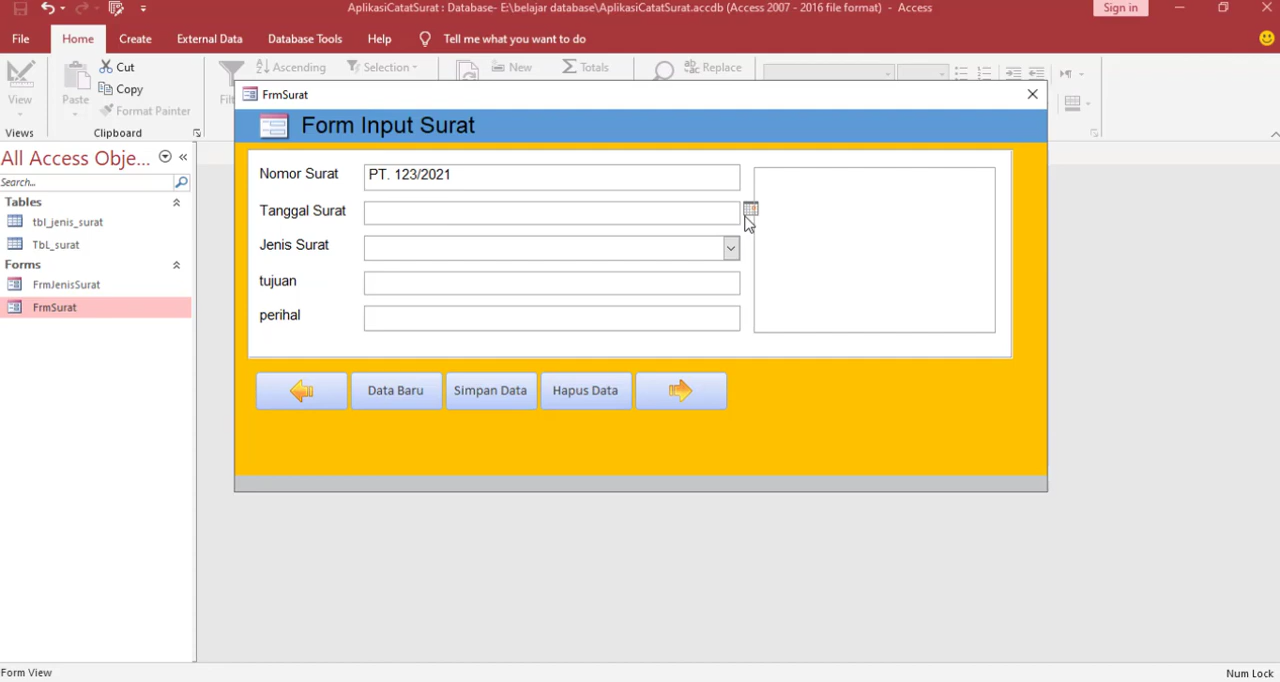 AplikasiCatatSurat : Database- E:\belajar database\AplikasiCatatSurat.accdb (Access 2007 - 2016 file format) - Access
Sign in
File
Home
Create
External Data
Database Tools
Help
Tell me what you want to do
View
Paste
Cut
Copy
Format Painter
Ascending
Selection
New
Totals
Replace
Views
Clipboard
FrmSurat
Form Input Surat
All Access Obje...
Search...
Tables
tbl_jenis_surat
TbL_surat
Forms
FrmJenisSurat
FrmSurat
Nomor Surat
PT. 123/2021
Tanggal Surat
Jenis Surat
tujuan
perihal
Data Baru
Simpan Data
Hapus Data
Form View
Num Lock